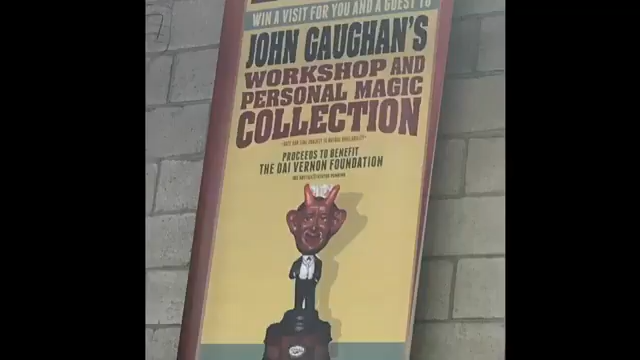 WIN A VISIT FOR YOU AND A GUEST TO
JOHN GAUGHAN'S
WORKSHOP AND
PERSONAL MAGIC
COLLECTION
PROCEEDS TO BENEFIT
THE DAI VERNON FOUNDATION